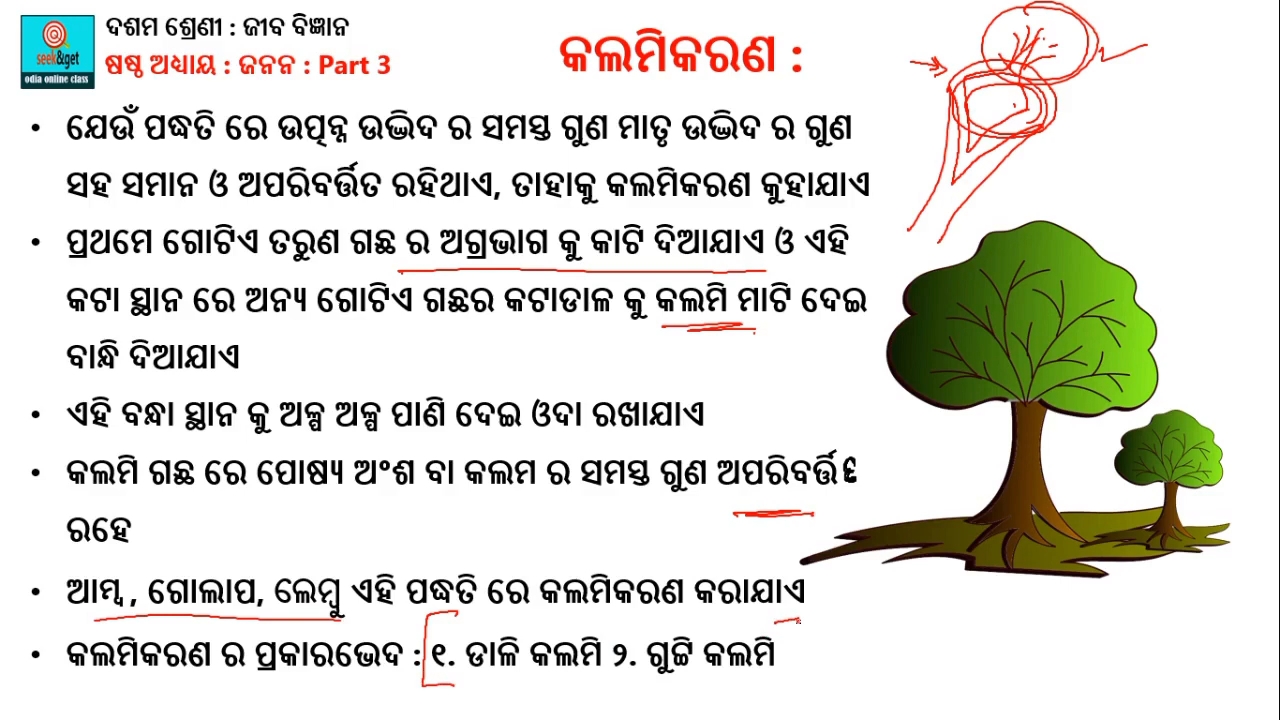 seek&get
odia online class
ଦଶମ ଶ୍ରେଣୀ : ଜୀବ ବିଜ୍ଞାନ
ଷଷ୍ଠ ଅଧ୍ୟାୟ : ଜନନ : Part 3
କଲମିକରଣ :
• ଯେଉଁ ପଦ୍ଧତି ରେ ଉତ୍ପନ୍ନ ଉଦ୍ଭିଦ ର ସମସ୍ତ ଗୁଣ ମାତୃ ଉଦ୍ଭିଦ ର ଗୁଣ
ସହ ସମାନ ଓ ଅପରିବର୍ତ୍ତିତ ରହିଥାଏ, ତାହାକୁ କଲମିକରଣ କୁହାଯାଏ
• ପ୍ରଥମେ ଗୋଟିଏ ତରୁଣ ଗଛ ର ଅଗ୍ରଭାଗ କୁ କାଟି ଦିଆଯାଏ ଓ ଏହି
କଟା ସ୍ଥାନ ରେ ଅନ୍ୟ ଗୋଟିଏ ଗଛର କଟାଡାଳ କୁ କଲମି ମାଟି ଦେଇ
ବାନ୍ଧି ଦିଆଯାଏ
• ଏହି ବନ୍ଧା ସ୍ଥାନ କୁ ଅଳ୍ପ ଅଳ୍ପ ପାଣି ଦେଇ ଓଦା ରଖାଯାଏ
• କଲମି ଗଛ ରେ ପୋଷ୍ୟ ଅଂଶ ବା କଲମ ର ସମସ୍ତ ଗୁଣ
ରହେ
• ଆମ୍ବ, ଗୋଲାପ, ଲେମ୍ବୁ ଏହି ପଦ୍ଧତି ରେ କଲମିକରଣ କରାଯାଏ
• କଲମିକରଣ ର ପ୍ରକାରଭେଦ : ୧. ଡାଳି କଲମି ୨. ଗୁଟ୍ଟି କଲମି